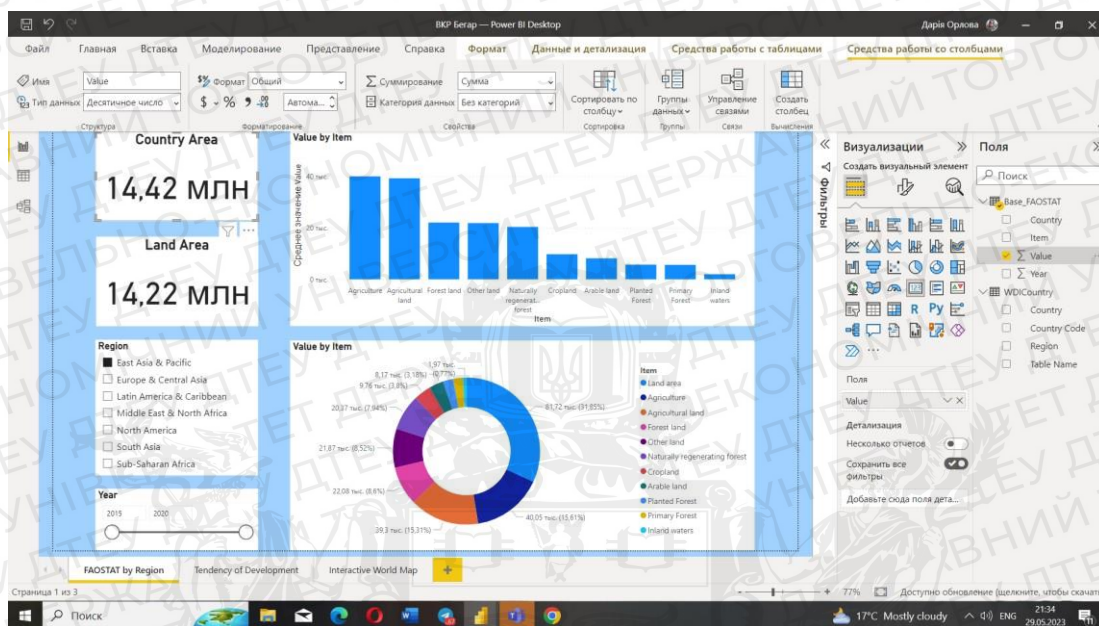 ВКР Бегар — Power BI Desktop
Дарія Орлова
Файл Главная Вставка Моделирование Представление Справка Формат Данные и детализация Средства работы с таблицами Средства работы со столбцами
Имя Value
Формат Общий
Суммирование Сумма
Тип данных Десятичное число
$ % Автома...
Категория данных Без категорий
Сортировать по столбцу
Группы данных
Управление связями
Создать столбец
Структура Форматирование Свойства Сортировка Группы Связи Вычисления
Country Area
14,42 МЛН
Land Area
14,22 МЛН
Region
East Asia & Pacific
Europe & Central Asia
Latin America & Caribbean
Middle East & North Africa
North America
South Asia
Sub-Saharan Africa
Year
2015 2020
Value by Item
Среднее значение Value
40 тыс.
20 тыс.
0 тыс.
Agriculture Agricultural land Forest land Other land Naturally regenerat... forest Cropland Arable land Planted Forest Primary Forest Inland waters
Item
Value by Item
1,97 тыс. (0,77%)
8,17 тыс. (3,18%)
9,76 тыс. (3,8%)
20,37 тыс. (7,94%)
21,87 тыс. (8,52%)
22,08 тыс. (8,6%)
39,3 тыс. (15,31%)
40,05 тыс. (15,61%)
81,72 тыс. (31,85%)
Item
Land area
Agriculture
Agricultural land
Forest land
Other land
Naturally regenerating forest
Cropland
Arable land
Planted Forest
Primary Forest
Inland waters
Фильтры
Визуализации
Создать визуальный элемент
R Py
Поля
Value
Детализация
Несколько отчетов
Сохранить все фильтры
Добавьте сюда поля дета...
Поля
Поиск
Base_FAOSTAT
Country
Item
Value
Year
WDICountry
Country
Country Code
Region
Table Name
FAOSTAT by Region Tendency of Development Interactive World Map
Страница 1 из 3
77% Доступно обновление (щелкните, чтобы скачат
Поиск
17°C Mostly cloudy ENG 21:34
29.05.2023